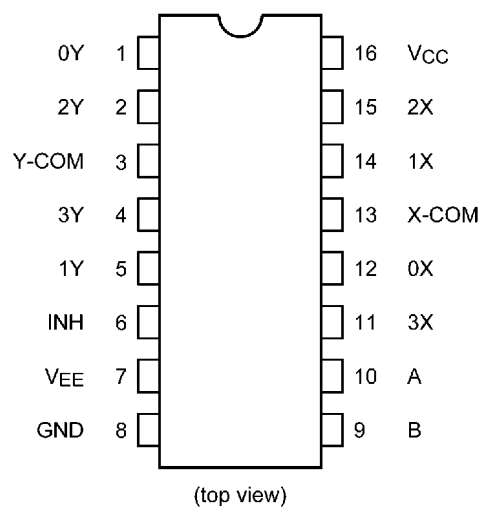 0Y 1 16 VCC
2Y 2 15 2X
Y-COM 3 14 1X
3Y 4 13 X-COM
1Y 5 12 0X
INH 6 11 3X
VEE 7 10 A
GND 8 9 B
(top view)